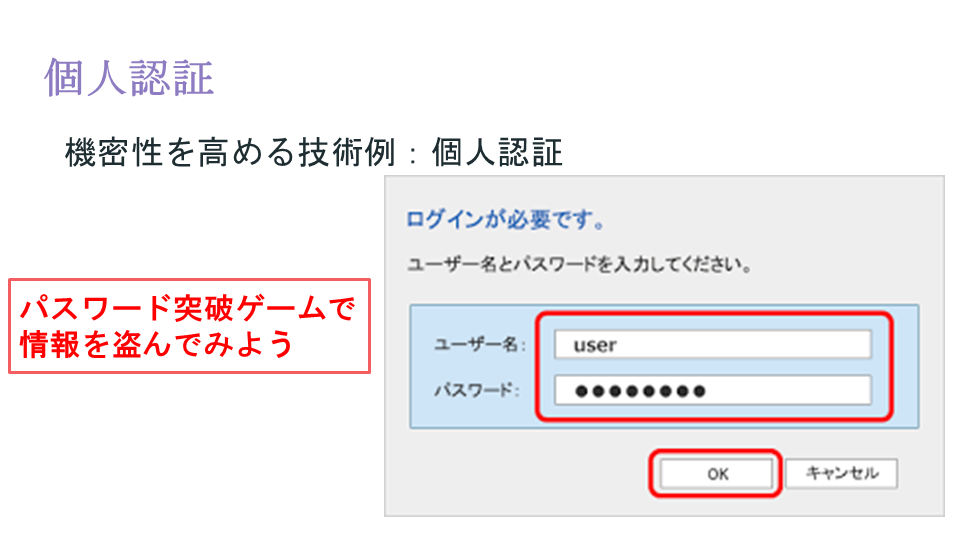 個人認証
機密性を高める技術例：個人認証
ログインが必要です。
ユーザー名とパスワードを入力してください。
パスワード突破ゲームで
情報を盗んでみよう
ユーザー名: user
パスワード: ●●●●●●●●
OK キャンセル